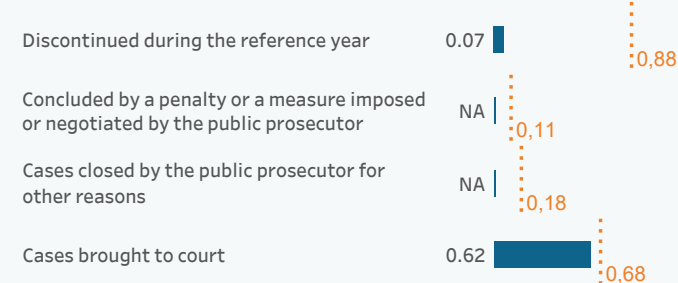 Discontinued during the reference year 0.07
0,88
Concluded by a penalty or a measure imposed
or negotiated by the public prosecutor NA
0,11
Cases closed by the public prosecutor for
other reasons NA
0,18
Cases brought to court 0.62
0,68